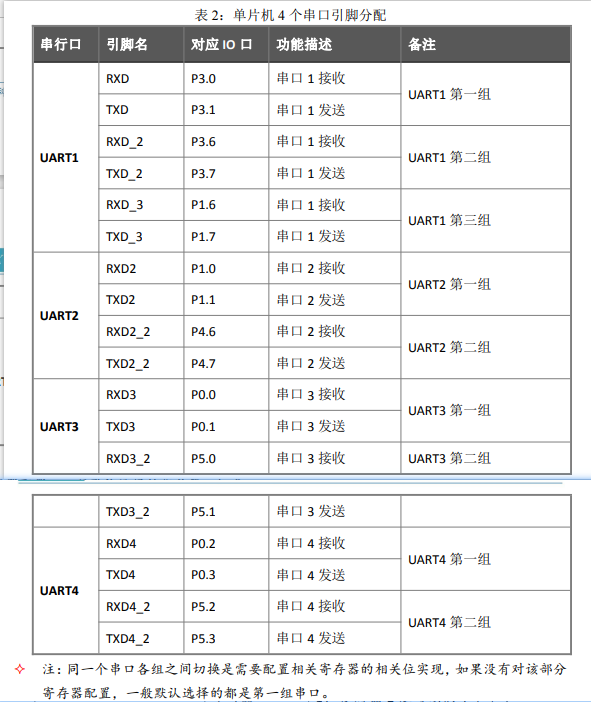 表 2：单片机 4 个串口引脚分配
串行口 引脚名 对应 IO 口 功能描述 备注
UART1 RXD P3.0 串口 1 接收 UART1 第一组
TXD P3.1 串口 1 发送
RXD_2 P3.6 串口 1 接收 UART1 第二组
TXD_2 P3.7 串口 1 发送
RXD_3 P1.6 串口 1 接收 UART1 第三组
TXD_3 P1.7 串口 1 发送
UART2 RXD2 P1.0 串口 2 接收 UART2 第一组
TXD2 P1.1 串口 2 发送
RXD2_2 P4.6 串口 2 接收 UART2 第二组
TXD2_2 P4.7 串口 2 发送
UART3 RXD3 P0.0 串口 3 接收 UART3 第一组
TXD3 P0.1 串口 3 发送
RXD3_2 P5.0 串口 3 接收 UART3 第二组
TXD3_2 P5.1 串口 3 发送
UART4 RXD4 P0.2 串口 4 接收 UART4 第一组
TXD4 P0.3 串口 4 发送
RXD4_2 P5.2 串口 4 接收 UART4 第二组
TXD4_2 P5.3 串口 4 发送
注：同一个串口各组之间切换是需要配置相关寄存器的相关位实现，如果没有对该部分
寄存器配置，一般默认选择的都是第一组串口。